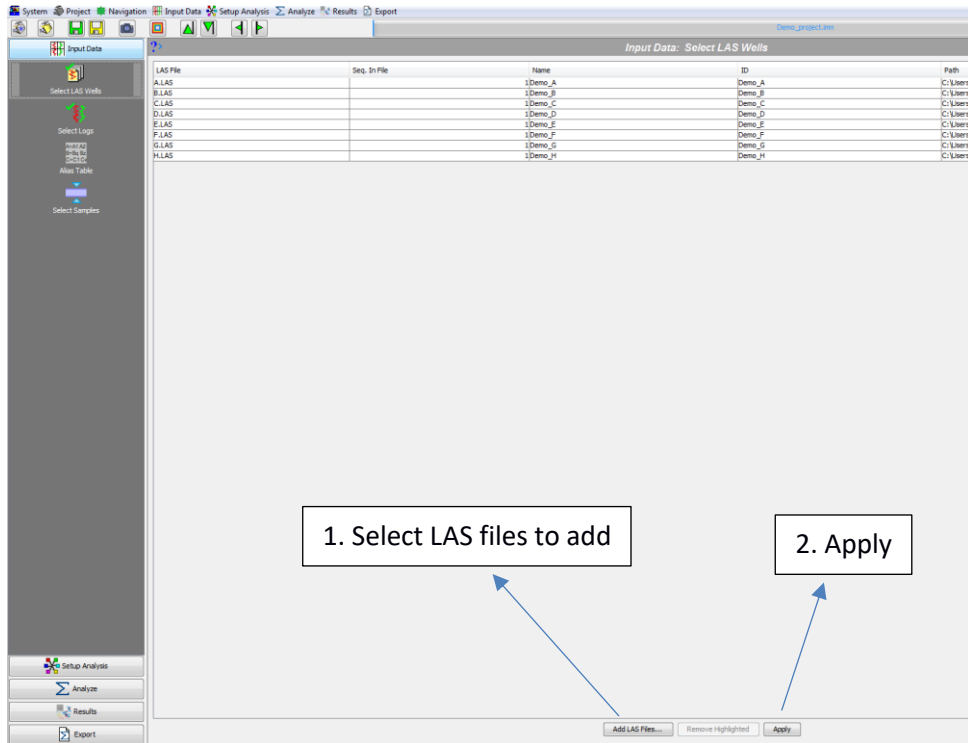 System Project Navigation Input Data Setup Analysis Analyze Results Export
Demo_project.imn
Input Data
Input Data: Select LAS Wells
LAS File Seq. In File Name ID Path
A.LAS 1 Demo_A Demo_A C:\Users
B.LAS 1 Demo_B Demo_B C:\Users
C.LAS 1 Demo_C Demo_C C:\Users
D.LAS 1 Demo_D Demo_D C:\Users
E.LAS 1 Demo_E Demo_E C:\Users
F.LAS 1 Demo_F Demo_F C:\Users
G.LAS 1 Demo_G Demo_G C:\Users
H.LAS 1 Demo_H Demo_H C:\Users
Select LAS Wells
Select Logs
Alias Table
Select Samples
1. Select LAS files to add
2. Apply
Setup Analysis
Analyze
Results
Export
Add LAS Files... Remove Highlighted Apply